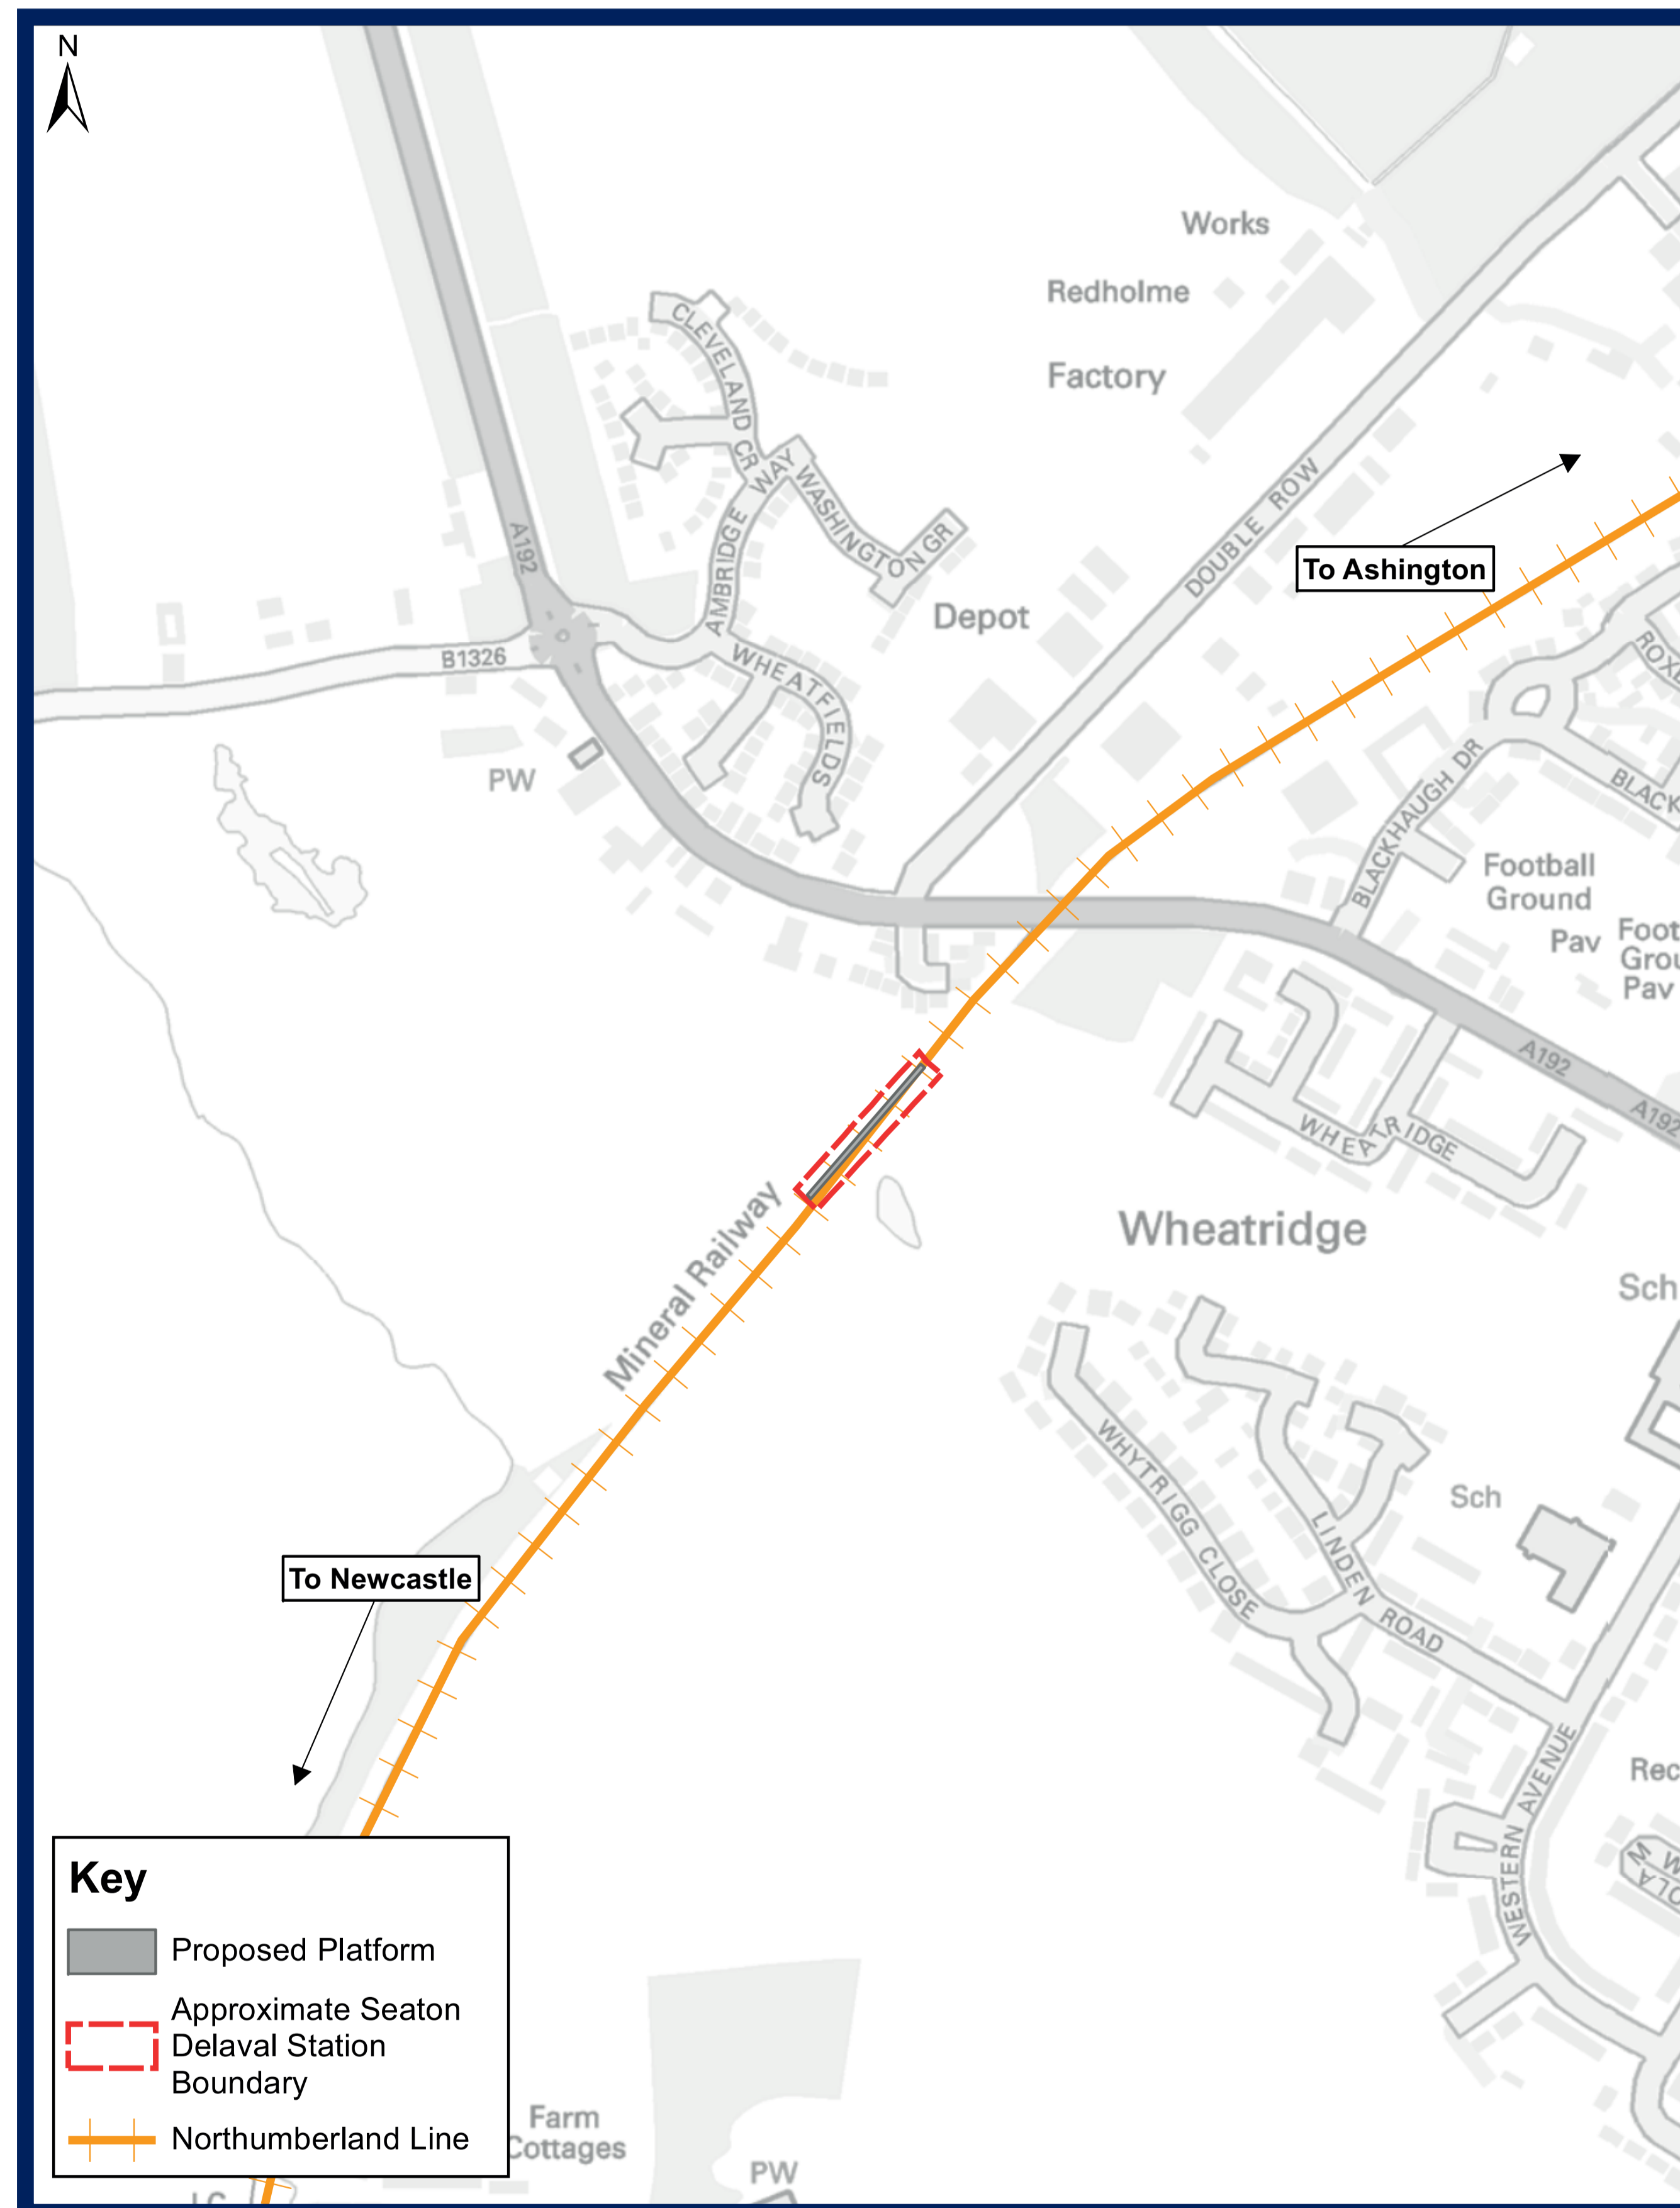 N
Works
Redholme
Factory
CLEVELAND CR
AMBRIDGE WAY
WASHINGTON GR
A192
DOUBLE ROW
To Ashington
Depot
B1326
WHEATFIELDS
PW
BLACKHAUGH DR
Football
Ground
Pav
Pav
A192
A192
WHEATRIDGE
Wheatridge
Mineral Railway
Sch
Sch
WHYTRIGG CLOSE
LINDEN ROAD
To Newcastle
WESTERN AVENUE
Key
Proposed Platform
Approximate Seaton
Delaval Station
Boundary
Northumberland Line
Farm
Cottages
PW